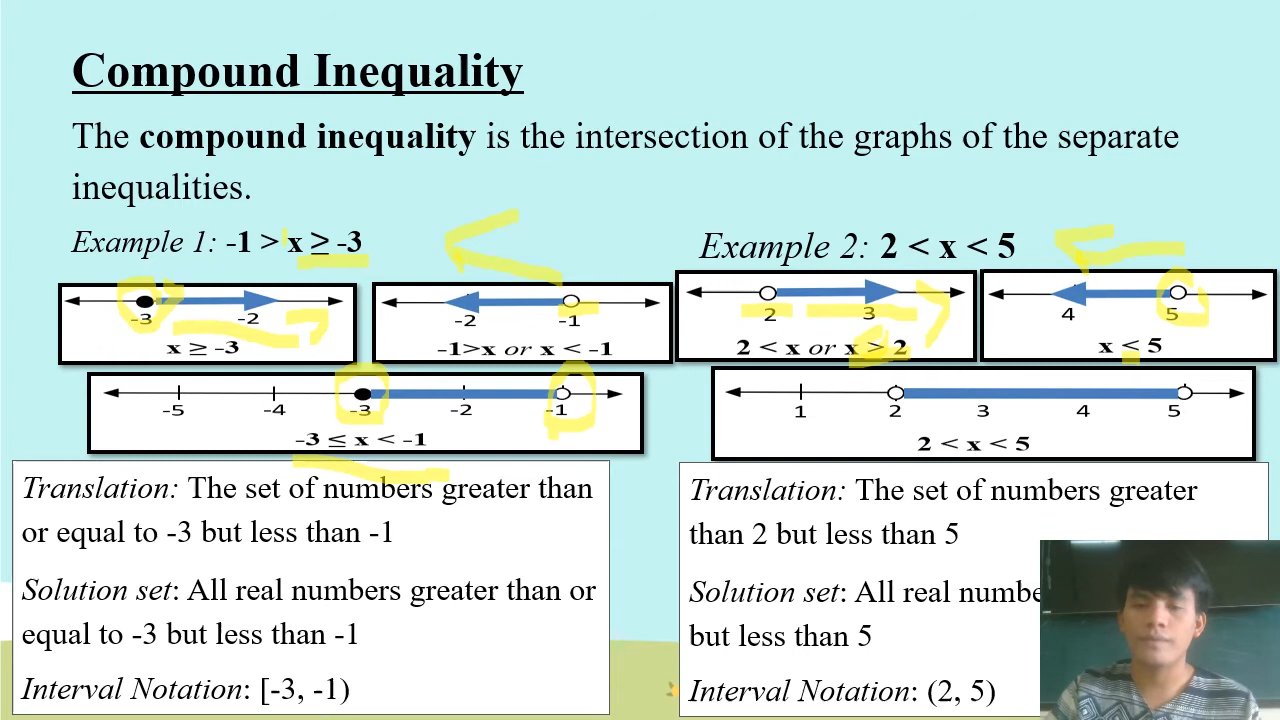 Compound Inequality
The compound inequality is the intersection of the graphs of the separate
inequalities.
Example 1: -1 > x ≥ -3
-3 -2
x ≥ -3
-2 -1
-1>x or x < -1
-5 -4 -3 -2 -1
-3 ≤ x < -1
Translation: The set of numbers greater than
or equal to -3 but less than -1
Solution set: All real numbers greater than or
equal to -3 but less than -1
Interval Notation: [-3, -1)
Example 2: 2 < x < 5
2 3
2 < x or x > 2
4 5
x < 5
1 2 3 4 5
2 < x < 5
Translation: The set of numbers greater
than 2 but less than 5
Solution set: All real numbe
but less than 5
Interval Notation: (2, 5)